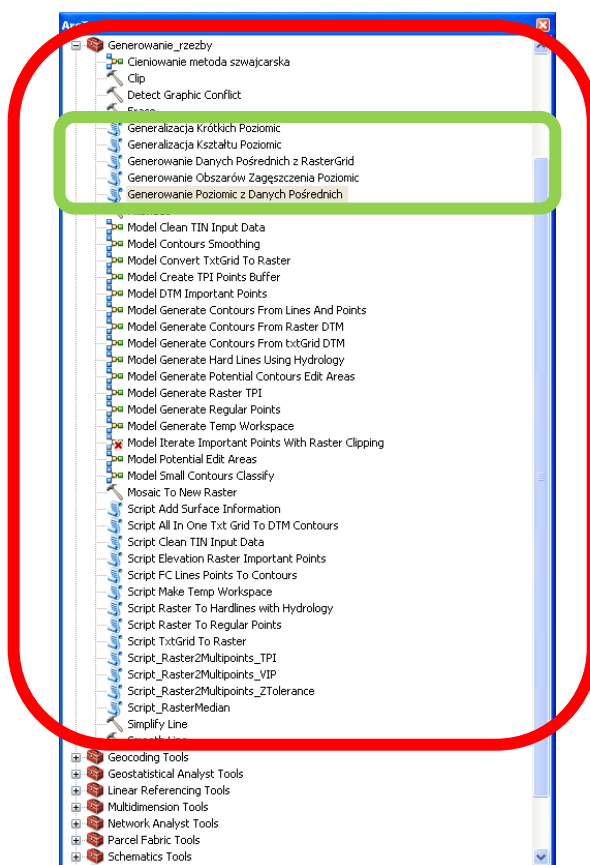 Generowanie_rzezby
Cieniowanie metoda szwajcarska
Clip
Detect Graphic Conflict
Erase
Generalizacja Krótkich Poziomic
Generalizacja Kształtu Poziomic
Generowanie Danych Pośrednich z RasterGrid
Generowanie Obszarów Zagęszczenia Poziomic
Generowanie Poziomic z Danych Pośrednich
Model Clean TIN Input Data
Model Contours Smoothing
Model Convert TxtGrid To Raster
Model Create TPI Points Buffer
Model DTM Important Points
Model Generate Contours From Lines And Points
Model Generate Contours From Raster DTM
Model Generate Contours From txtGrid DTM
Model Generate Hard Lines Using Hydrology
Model Generate Potential Contours Edit Areas
Model Generate Raster TPI
Model Generate Regular Points
Model Generate Temp Workspace
Model Iterate Important Points With Raster Clipping
Model Potential Edit Areas
Model Small Contours Classify
Mosaic To New Raster
Script Add Surface Information
Script All In One Txt Grid To DTM Contours
Script Clean TIN Input Data
Script Elevation Raster Important Points
Script FC Lines Points To Contours
Script Make Temp Workspace
Script Raster To Hardlines with Hydrology
Script Raster To Regular Points
Script TxtGrid To Raster
Script_Raster2Multipoints_TPI
Script_Raster2Multipoints_VIP
Script_Raster2Multipoints_ZTolerance
Script_RasterMedian
Simplify Line
Smooth Line
Geocoding Tools
Geostatistical Analyst Tools
Linear Referencing Tools
Multidimension Tools
Network Analyst Tools
Parcel Fabric Tools
Schematics Tools